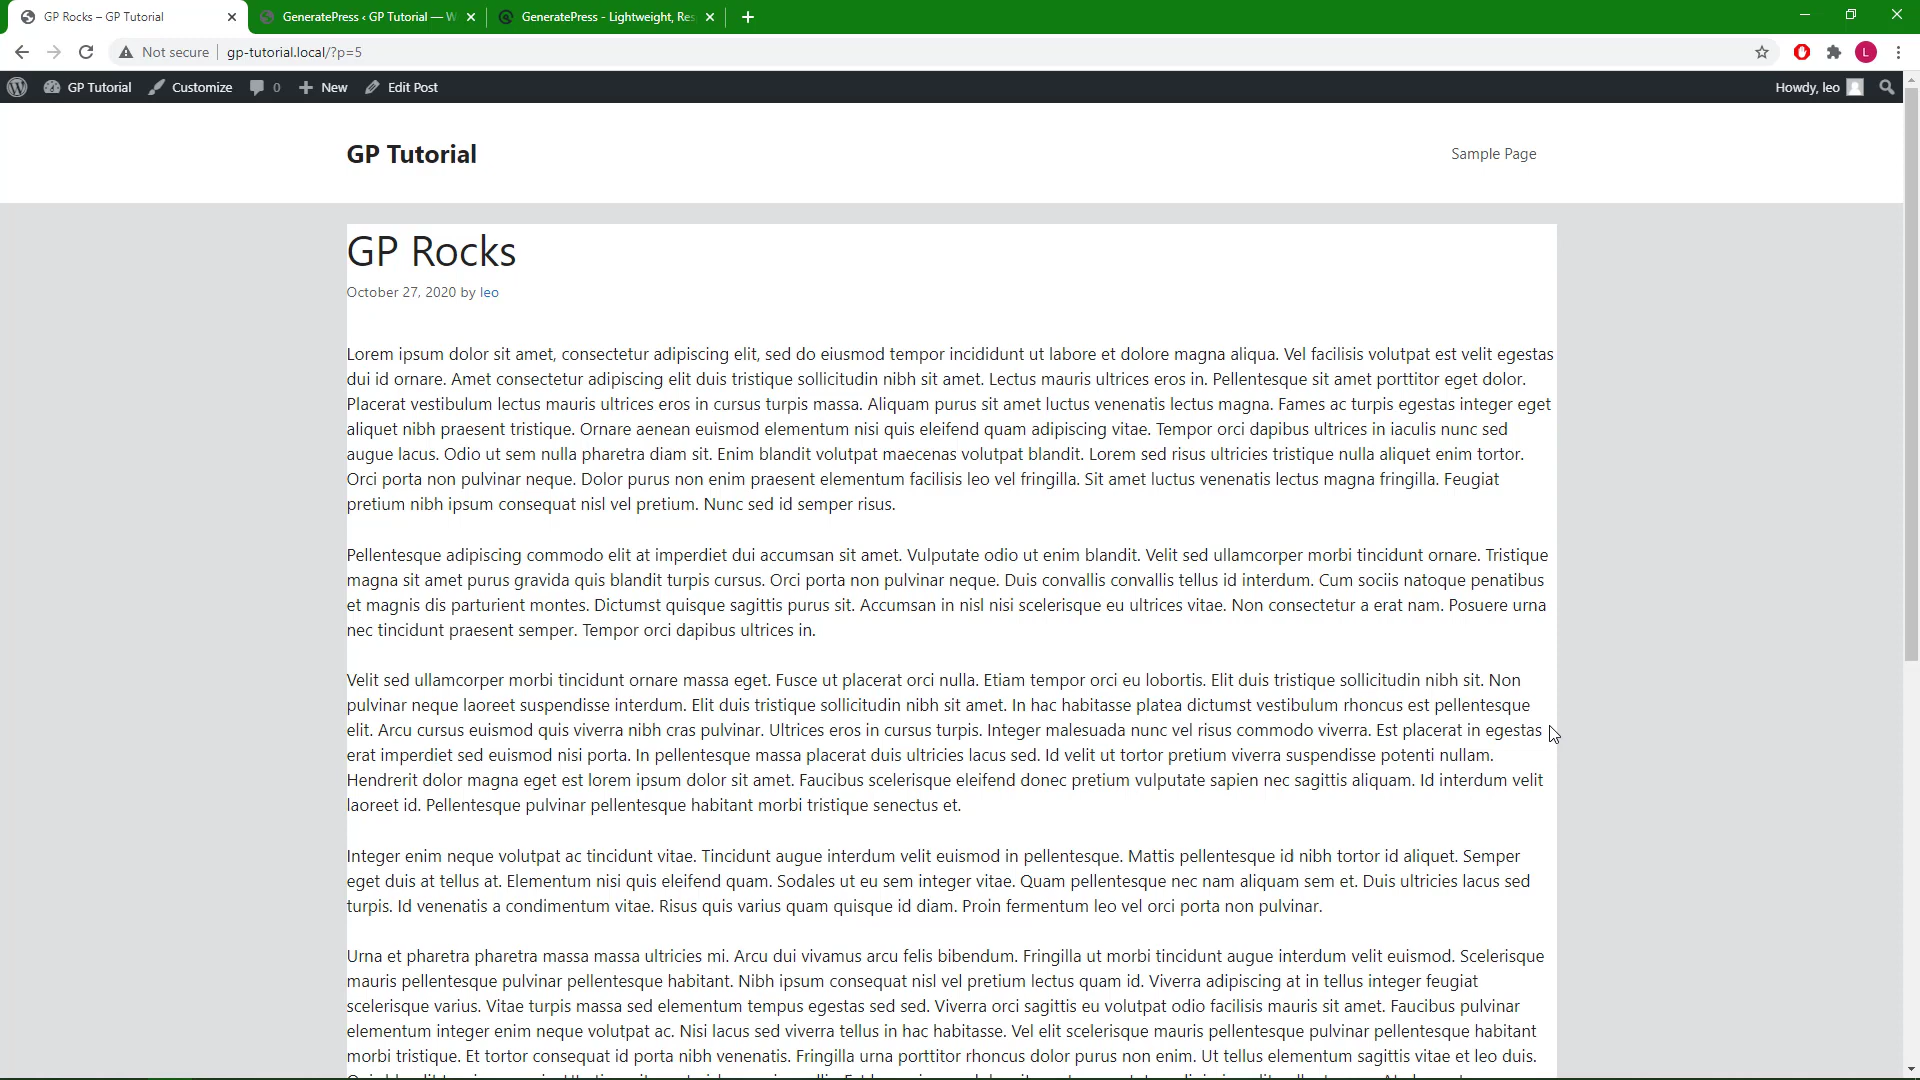 GP Rocks – GP Tutorial
GeneratePress ‹ GP Tutorial — W
GeneratePress - Lightweight, Res
Not secure
gp-tutorial.local/?p=5
L
GP Tutorial
Customize
0
New
Edit Post
Howdy, leo
GP Tutorial
Sample Page
GP Rocks
October 27, 2020 by leo
Lorem ipsum dolor sit amet, consectetur adipiscing elit, sed do eiusmod tempor incididunt ut labore et dolore magna aliqua. Vel facilisis volutpat est velit egestas
dui id ornare. Amet consectetur adipiscing elit duis tristique sollicitudin nibh sit amet. Lectus mauris ultrices eros in. Pellentesque sit amet porttitor eget dolor.
Placerat vestibulum lectus mauris ultrices eros in cursus turpis massa. Aliquam purus sit amet luctus venenatis lectus magna. Fames ac turpis egestas integer eget
aliquet nibh praesent tristique. Ornare aenean euismod elementum nisi quis eleifend quam adipiscing vitae. Tempor orci dapibus ultrices in iaculis nunc sed
augue lacus. Odio ut sem nulla pharetra diam sit. Enim blandit volutpat maecenas volutpat blandit. Lorem sed risus ultricies tristique nulla aliquet enim tortor.
Orci porta non pulvinar neque. Dolor purus non enim praesent elementum facilisis leo vel fringilla. Sit amet luctus venenatis lectus magna fringilla. Feugiat
pretium nibh ipsum consequat nisl vel pretium. Nunc sed id semper risus.
Pellentesque adipiscing commodo elit at imperdiet dui accumsan sit amet. Vulputate odio ut enim blandit. Velit sed ullamcorper morbi tincidunt ornare. Tristique
magna sit amet purus gravida quis blandit turpis cursus. Orci porta non pulvinar neque. Duis convallis convallis tellus id interdum. Cum sociis natoque penatibus
et magnis dis parturient montes. Dictumst quisque sagittis purus sit. Accumsan in nisl nisi scelerisque eu ultrices vitae. Non consectetur a erat nam. Posuere urna
nec tincidunt praesent semper. Tempor orci dapibus ultrices in.
Velit sed ullamcorper morbi tincidunt ornare massa eget. Fusce ut placerat orci nulla. Etiam tempor orci eu lobortis. Elit duis tristique sollicitudin nibh sit. Non
pulvinar neque laoreet suspendisse interdum. Elit duis tristique sollicitudin nibh sit amet. In hac habitasse platea dictumst vestibulum rhoncus est pellentesque
elit. Arcu cursus euismod quis viverra nibh cras pulvinar. Ultrices eros in cursus turpis. Integer malesuada nunc vel risus commodo viverra. Est placerat in egestas
erat imperdiet sed euismod nisi porta. In pellentesque massa placerat duis ultricies lacus sed. Id velit ut tortor pretium viverra suspendisse potenti nullam.
Hendrerit dolor magna eget est lorem ipsum dolor sit amet. Faucibus scelerisque eleifend donec pretium vulputate sapien nec sagittis aliquam. Id interdum velit
laoreet id. Pellentesque pulvinar pellentesque habitant morbi tristique senectus et.
Integer enim neque volutpat ac tincidunt vitae. Tincidunt augue interdum velit euismod in pellentesque. Mattis pellentesque id nibh tortor id aliquet. Semper
eget duis at tellus at. Elementum nisi quis eleifend quam. Sodales ut eu sem integer vitae. Quam pellentesque nec nam aliquam sem et. Duis ultricies lacus sed
turpis. Id venenatis a condimentum vitae. Risus quis varius quam quisque id diam. Proin fermentum leo vel orci porta non pulvinar.
Urna et pharetra pharetra massa massa ultricies mi. Arcu dui vivamus arcu felis bibendum. Fringilla ut morbi tincidunt augue interdum velit euismod. Scelerisque
mauris pellentesque pulvinar pellentesque habitant. Nibh ipsum consequat nisl vel pretium lectus quam id. Viverra adipiscing at in tellus integer feugiat
scelerisque varius. Vitae turpis massa sed elementum tempus egestas sed sed. Viverra orci sagittis eu volutpat odio facilisis mauris sit amet. Faucibus pulvinar
elementum integer enim neque volutpat ac. Nisi lacus sed viverra tellus in hac habitasse. Vel elit scelerisque mauris pellentesque pulvinar pellentesque habitant
morbi tristique. Et tortor consequat id porta nibh venenatis. Fringilla urna porttitor rhoncus dolor purus non enim. Ut tellus elementum sagittis vitae et leo duis.